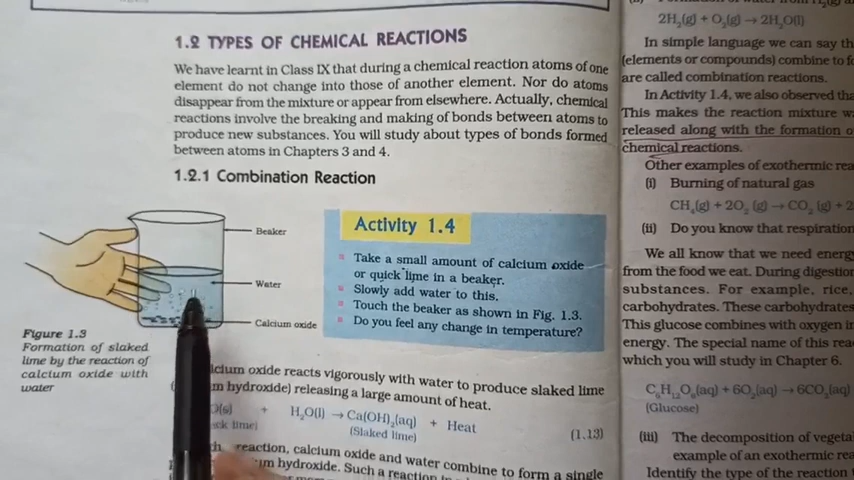 1.2 TYPES OF CHEMICAL REACTIONS
We have learnt in Class IX that during a chemical reaction atoms of one
element do not change into those of another element. Nor do atoms
disappear from the mixture or appear from elsewhere. Actually, chemical
reactions involve the breaking and making of bonds between atoms to
produce new substances. You will study about types of bonds formed
between atoms in Chapters 3 and 4.
1.2.1 Combination Reaction
Beaker
Water
Calcium oxide
Figure 1.3
Formation of slaked
lime by the reaction of
calcium oxide with
water
Activity 1.4
Take a small amount of calcium oxide
or quick lime in a beaker.
Slowly add water to this.
Touch the beaker as shown in Fig. 1.3.
Do you feel any change in temperature?
lcium oxide reacts vigorously with water to produce slaked lime
m hydroxide) releasing a large amount of heat.
O(s) + H₂O(l) → Ca(OH)₂(aq) + Heat
ck lime) (Slaked lime) (1.13)
reaction, calcium oxide and water combine to form a single
um hydroxide. Such a reaction is
2H₂(g) + O₂(g) → 2H₂O(l)
In simple language we can say th
(elements or compounds) combine to fo
are called combination reactions.
In Activity 1.4, we also observed tha
This makes the reaction mixture wa
released along with the formation o
chemical reactions.
Other examples of exothermic rea
(i) Burning of natural gas
CH₄(g) + 2O₂ (g) → CO₂ (g) + 2
(ii) Do you know that respiration
We all know that we need energy
from the food we eat. During digestion
substances. For example, rice,
carbohydrates. These carbohydrates
This glucose combines with oxygen in
energy. The special name of this rea
which you will study in Chapter 6.
C₆H₁₂O₆(aq) + 6O₂(aq) → 6CO₂(aq)
(Glucose)
(iii) The decomposition of vegeta
example of an exothermic rea
Identify the type of the reaction